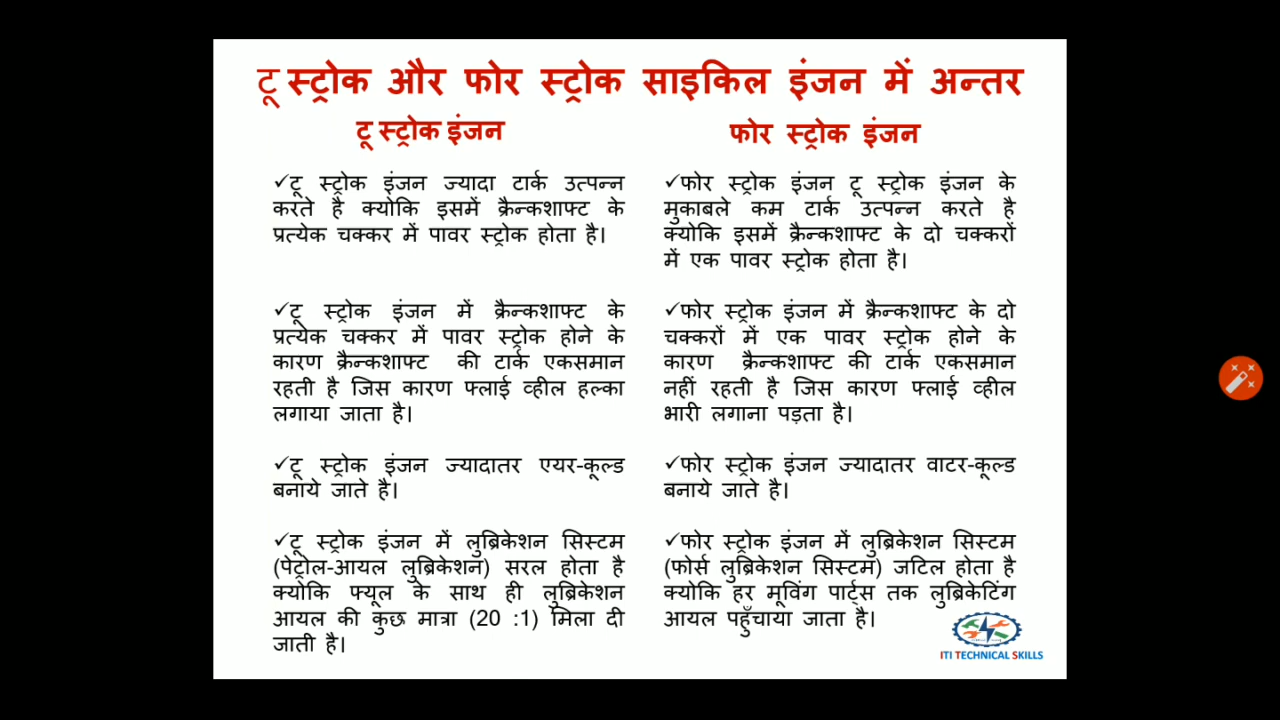 टू स्ट्रोक और फोर स्ट्रोक साइकिल इंजन में अन्तर
टू स्ट्रोक इंजन
✓टू स्ट्रोक इंजन ज्यादा टार्क उत्पन्न
करते है क्योकि इसमें क्रैन्कशाफ्ट के
प्रत्येक चक्कर में पावर स्ट्रोक होता है।
✓टू स्ट्रोक इंजन में क्रैन्कशाफ्ट के
प्रत्येक चक्कर में पावर स्ट्रोक होने के
कारण क्रैन्कशाफ्ट की टार्क एकसमान
रहती है जिस कारण फ्लाई व्हील हल्का
लगाया जाता है।
✓टू स्ट्रोक इंजन ज्यादातर एयर-कूल्ड
बनाये जाते है।
✓टू स्ट्रोक इंजन में लुब्रिकेशन सिस्टम
(पेट्रोल-आयल लुब्रिकेशन) सरल होता है
क्योकि फ्यूल के साथ ही लुब्रिकेशन
आयल की कुछ मात्रा (20 :1) मिला दी
जाती है।
फोर स्ट्रोक इंजन
✓फोर स्ट्रोक इंजन टू स्ट्रोक इंजन के
मुकाबले कम टार्क उत्पन्न करते है
क्योकि इसमें क्रैन्कशाफ्ट के दो चक्करों
में एक पावर स्ट्रोक होता है।
✓फोर स्ट्रोक इंजन में क्रैन्कशाफ्ट के दो
चक्करों में एक पावर स्ट्रोक होने के
कारण क्रैन्कशाफ्ट की टार्क एकसमान
नहीं रहती है जिस कारण फ्लाई व्हील
भारी लगाना पड़ता है।
✓फोर स्ट्रोक इंजन ज्यादातर वाटर-कूल्ड
बनाये जाते है।
✓फोर स्ट्रोक इंजन में लुब्रिकेशन सिस्टम
(फोर्स लुब्रिकेशन सिस्टम) जटिल होता है
क्योकि हर मूविंग पार्ट्स तक लुब्रिकेटिंग
आयल पहुँचाया जाता है।
ITI TECHNICAL SKILLS